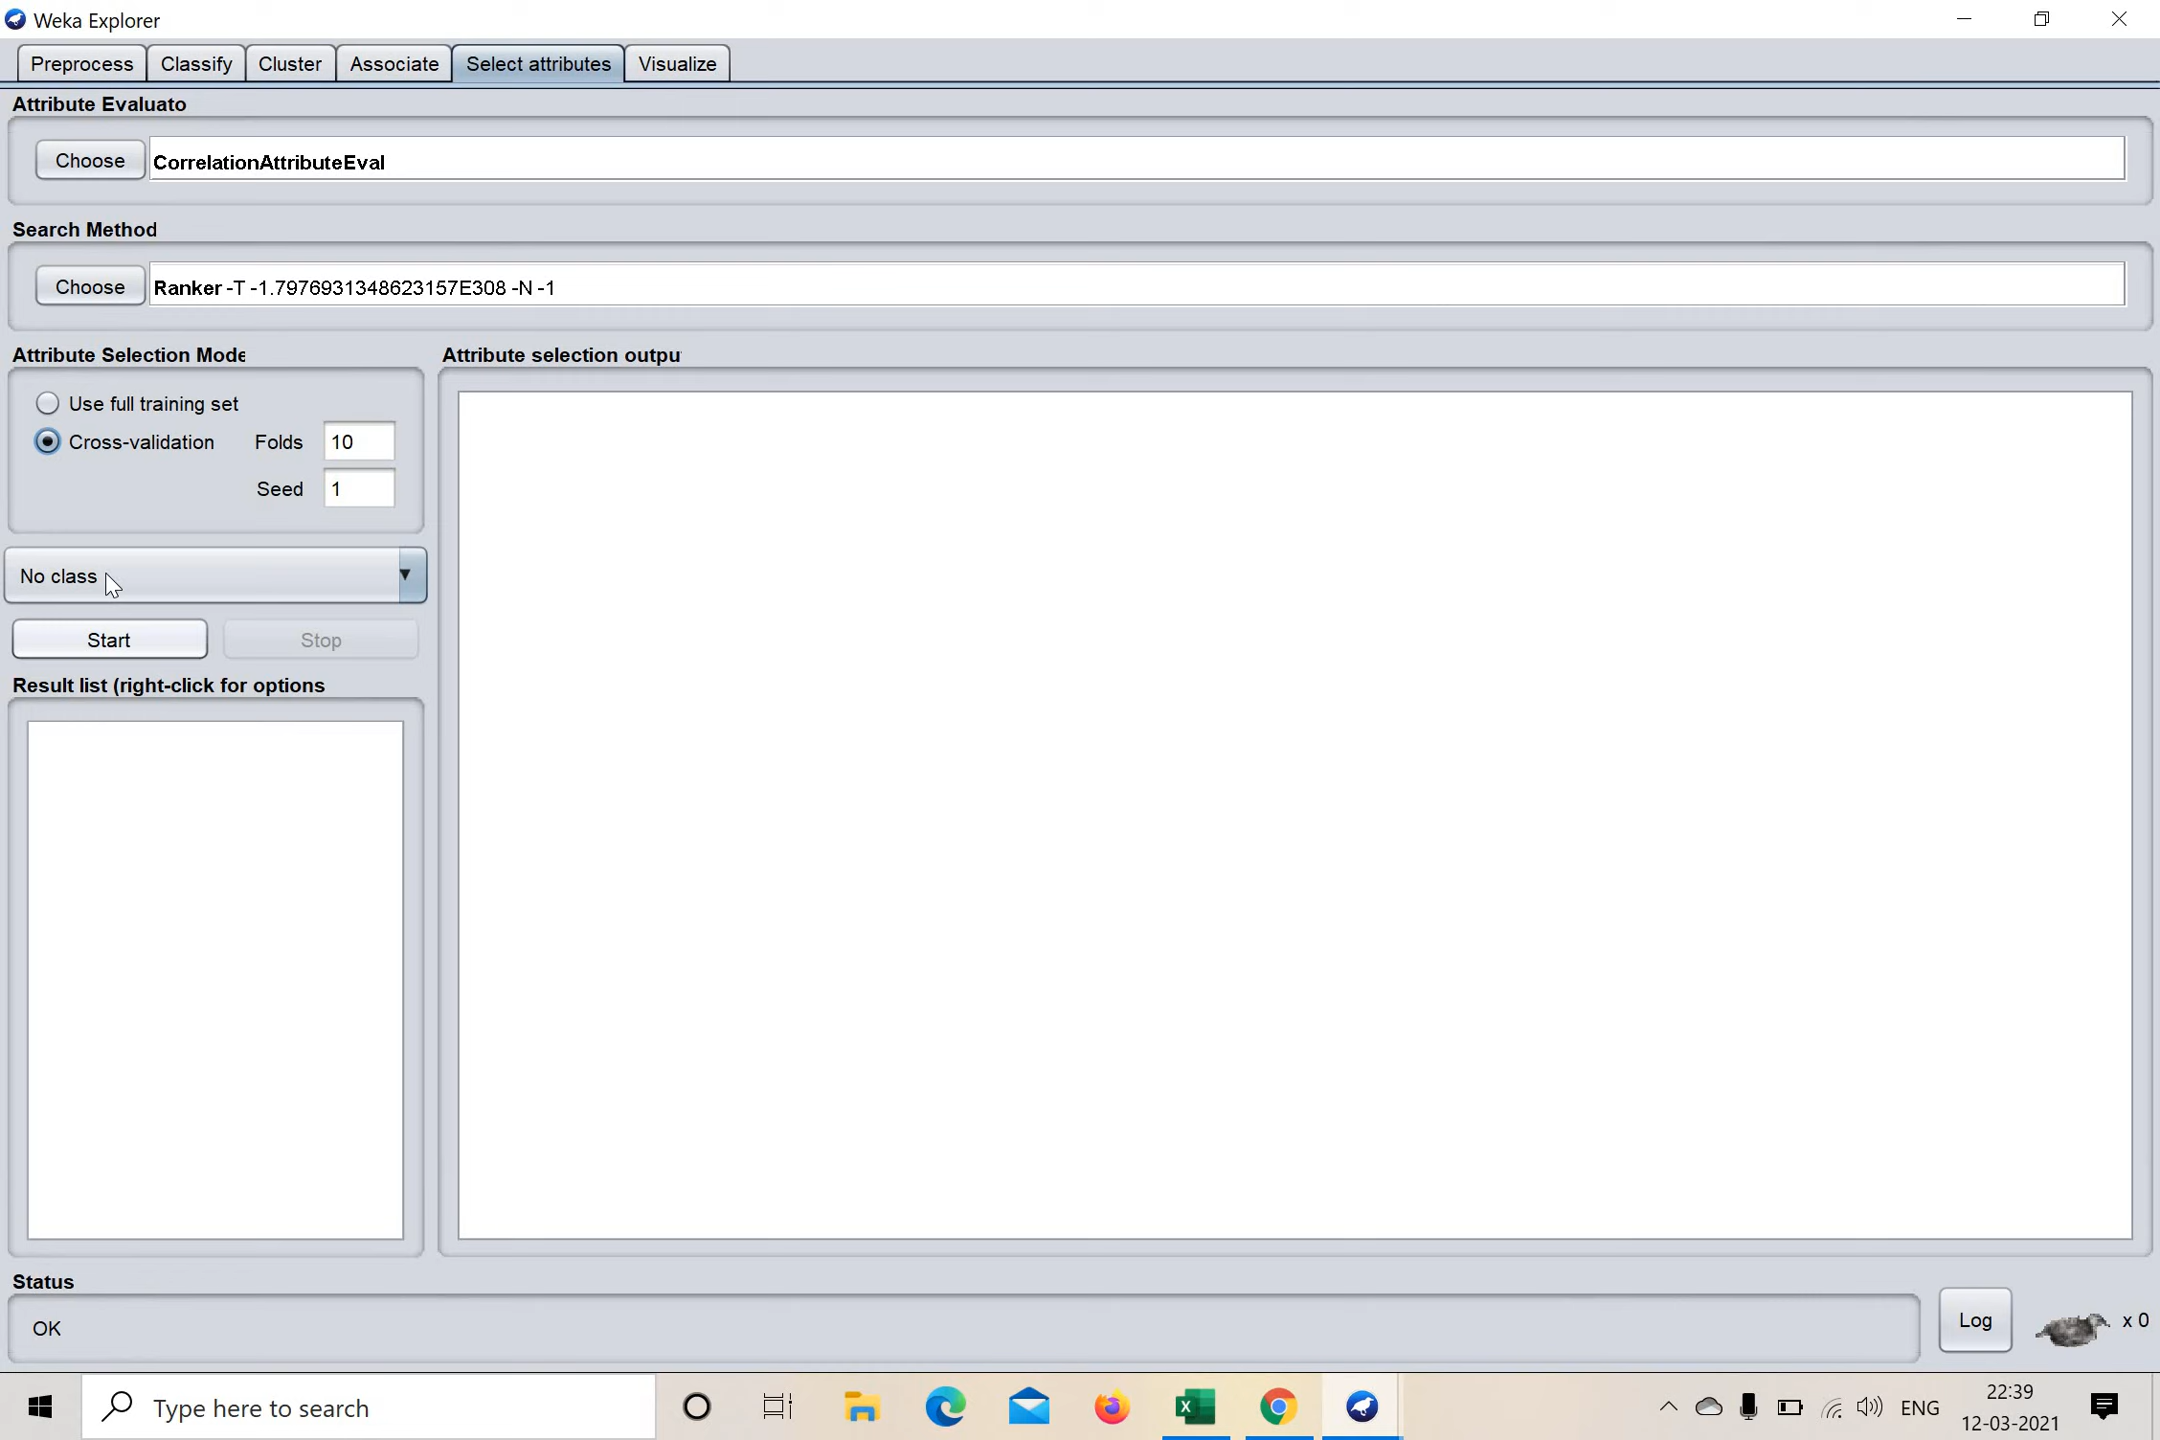 Weka Explorer
Preprocess Classify Cluster Associate Select attributes Visualize
Attribute Evaluato
Choose CorrelationAttributeEval
Search Method
Choose Ranker -T -1.7976931348623157E308 -N -1
Attribute Selection Mode
Attribute selection outpu
Use full training set
Cross-validation Folds 10
Seed 1
No class
Start Stop
Result list (right-click for options
Status
OK
Log x 0
Type here to search
ENG
22:39
12-03-2021